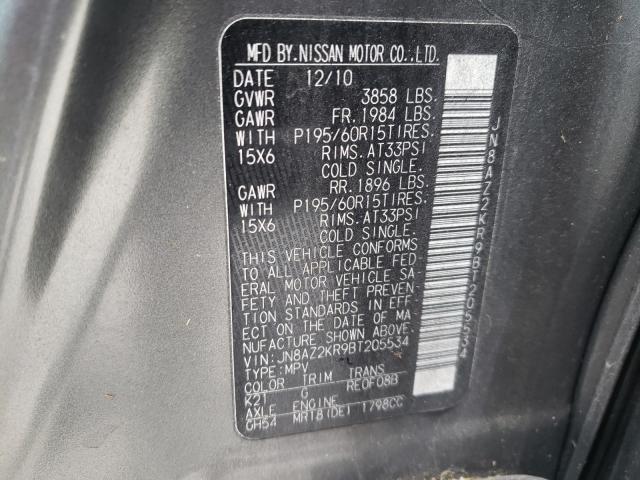 MFD BY.NISSAN MOTOR CO.,LTD.
DATE 12/10
GVWR 3858 LBS.
GAWR FR. 1984 LBS.
WITH P195/60R15TIRES.
15X6 RIMS. AT33PSI
COLD SINGLE.
GAWR RR. 1896 LBS.
WITH P195/60R15TIRES.
15X6 RIMS. AT33PSI
COLD SINGLE.
THIS VEHICLE CONFORMS
TO ALL APPLICABLE FED-
ERAL MOTOR VEHICLE SA-
FETY AND THEFT PREVEN-
TION STANDARDS IN EFF-
ECT ON THE DATE OF MA-
NUFACTURE SHOWN ABOVE.
VIN: JN8AZ2KR9BT205534
TYPE: MPV
COLOR TRIM TRANS
K21 G RE0F08B
AXLE ENGINE
GH54 MR18(DE) 1798CC
JN8AZ2KR9BT205534